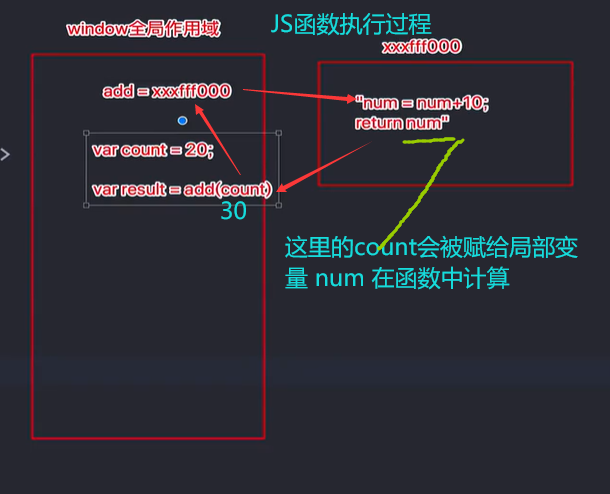 JS函数执行过程
window全局作用域
xxxfff000
add = xxxfff000
"num = num+10;
return num"
var count = 20;
var result = add(count)
30
这里的count会被赋给局部变
量 num 在函数中计算